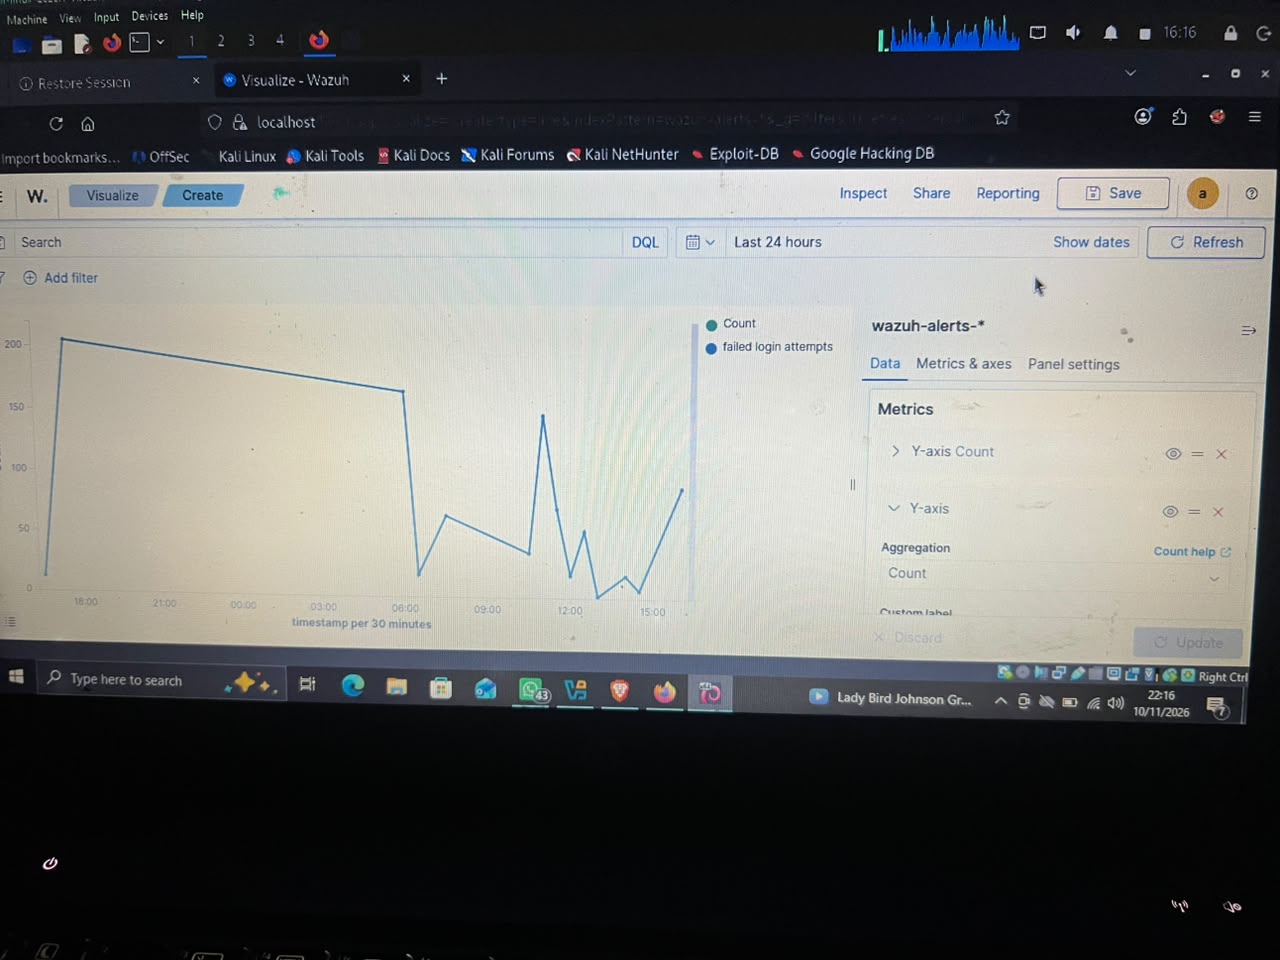 Machine View Input Devices Help
1 2 3 4 16:16
Restore Session × Visualize - Wazuh × +
localhost
Import bookmarks... OffSec Kali Linux Kali Tools Kali Docs Kali Forums Kali NetHunter Exploit-DB Google Hacking DB
W. Visualize Create Inspect Share Reporting Save a
Search DQL Last 24 hours Show dates Refresh
Add filter
Count
failed login attempts
200
150
100
50
0
18:00 21:00 00:00 03:00 06:00 09:00 12:00 15:00
timestamp per 30 minutes
wazuh-alerts-*
Data Metrics & axes Panel settings
Metrics
Y-axis Count
Y-axis
Aggregation Count help
Count
Custom label
× Discard Update
Right Ctrl
Type here to search 43 Lady Bird Johnson Gr... 22:16
10/11/2026 7